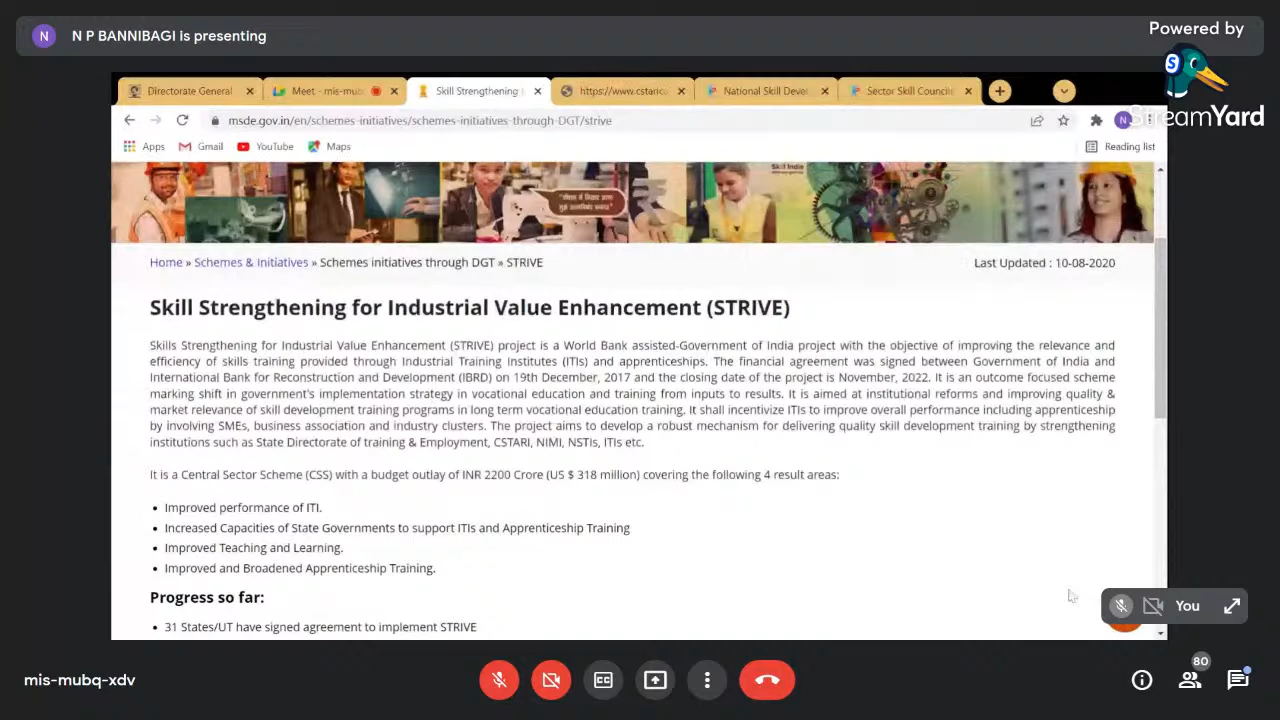 N N P BANNIBAGI is presenting
Powered by
StreamYard
Directorate General
Meet - mis-mub
Skill Strengthening
https://www.cstaric
National Skill Deve
Sector Skill Councils
msde.gov.in/en/schemes-initiatives/schemes-initiatives-through-DGT/strive
N
Apps Gmail YouTube Maps Reading list
Skill India
Home » Schemes & Initiatives » Schemes initiatives through DGT » STRIVE Last Updated : 10-08-2020
Skill Strengthening for Industrial Value Enhancement (STRIVE)
Skills Strengthening for Industrial Value Enhancement (STRIVE) project is a World Bank assisted-Government of India project with the objective of improving the relevance and
efficiency of skills training provided through Industrial Training Institutes (ITIs) and apprenticeships. The financial agreement was signed between Government of India and
International Bank for Reconstruction and Development (IBRD) on 19th December, 2017 and the closing date of the project is November, 2022. It is an outcome focused scheme
marking shift in government's implementation strategy in vocational education and training from inputs to results. It is aimed at institutional reforms and improving quality &
market relevance of skill development training programs in long term vocational education training. It shall incentivize ITIs to improve overall performance including apprenticeship
by involving SMEs, business association and industry clusters. The project aims to develop a robust mechanism for delivering quality skill development training by strengthening
institutions such as State Directorate of training & Employment, CSTARI, NIMI, NSTIs, ITIs etc.
It is a Central Sector Scheme (CSS) with a budget outlay of INR 2200 Crore (US $ 318 million) covering the following 4 result areas:
• Improved performance of ITI.
• Increased Capacities of State Governments to support ITIs and Apprenticeship Training
• Improved Teaching and Learning.
• Improved and Broadened Apprenticeship Training.
Progress so far:
• 31 States/UT have signed agreement to implement STRIVE
You
mis-mubq-xdv
80